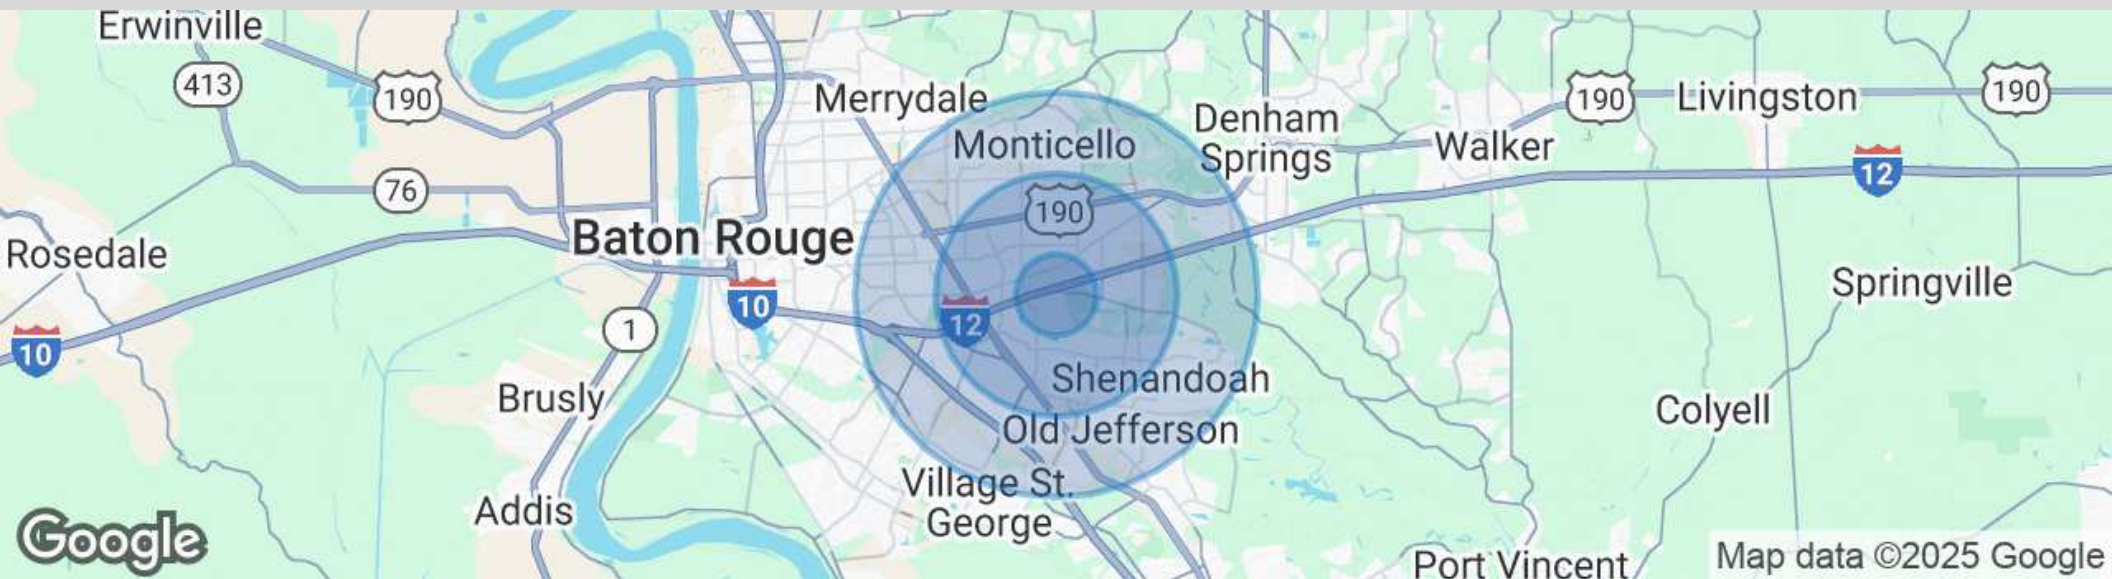 Erwinville
413
190
Merrydale
Monticello
Denham
Springs
Walker
190
Livingston
190
12
76
190
Baton Rouge
Rosedale
10
1
10
12
Springville
Brusly
Shenandoah
Old Jefferson
Colyell
Village St.
George
Addis
Port Vincent
Google
Map data ©2025 Google